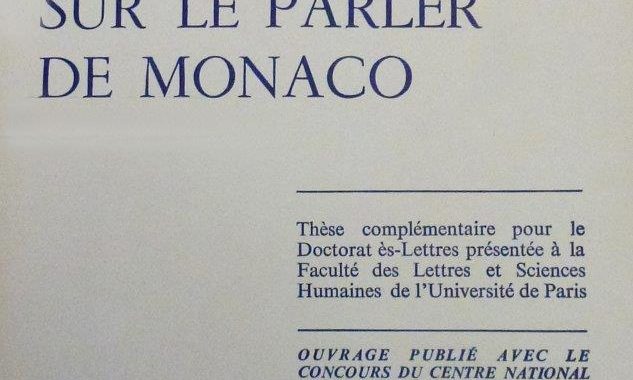 SUR LE PARLER
DE MONACO
Thèse complémentaire pour le
Doctorat ès-Lettres présentée à la
Faculté des Lettres et Sciences
Humaines de l'Université de Paris
OUVRAGE PUBLIÉ AVEC LE
CONCOURS DU CENTRE NATIONAL